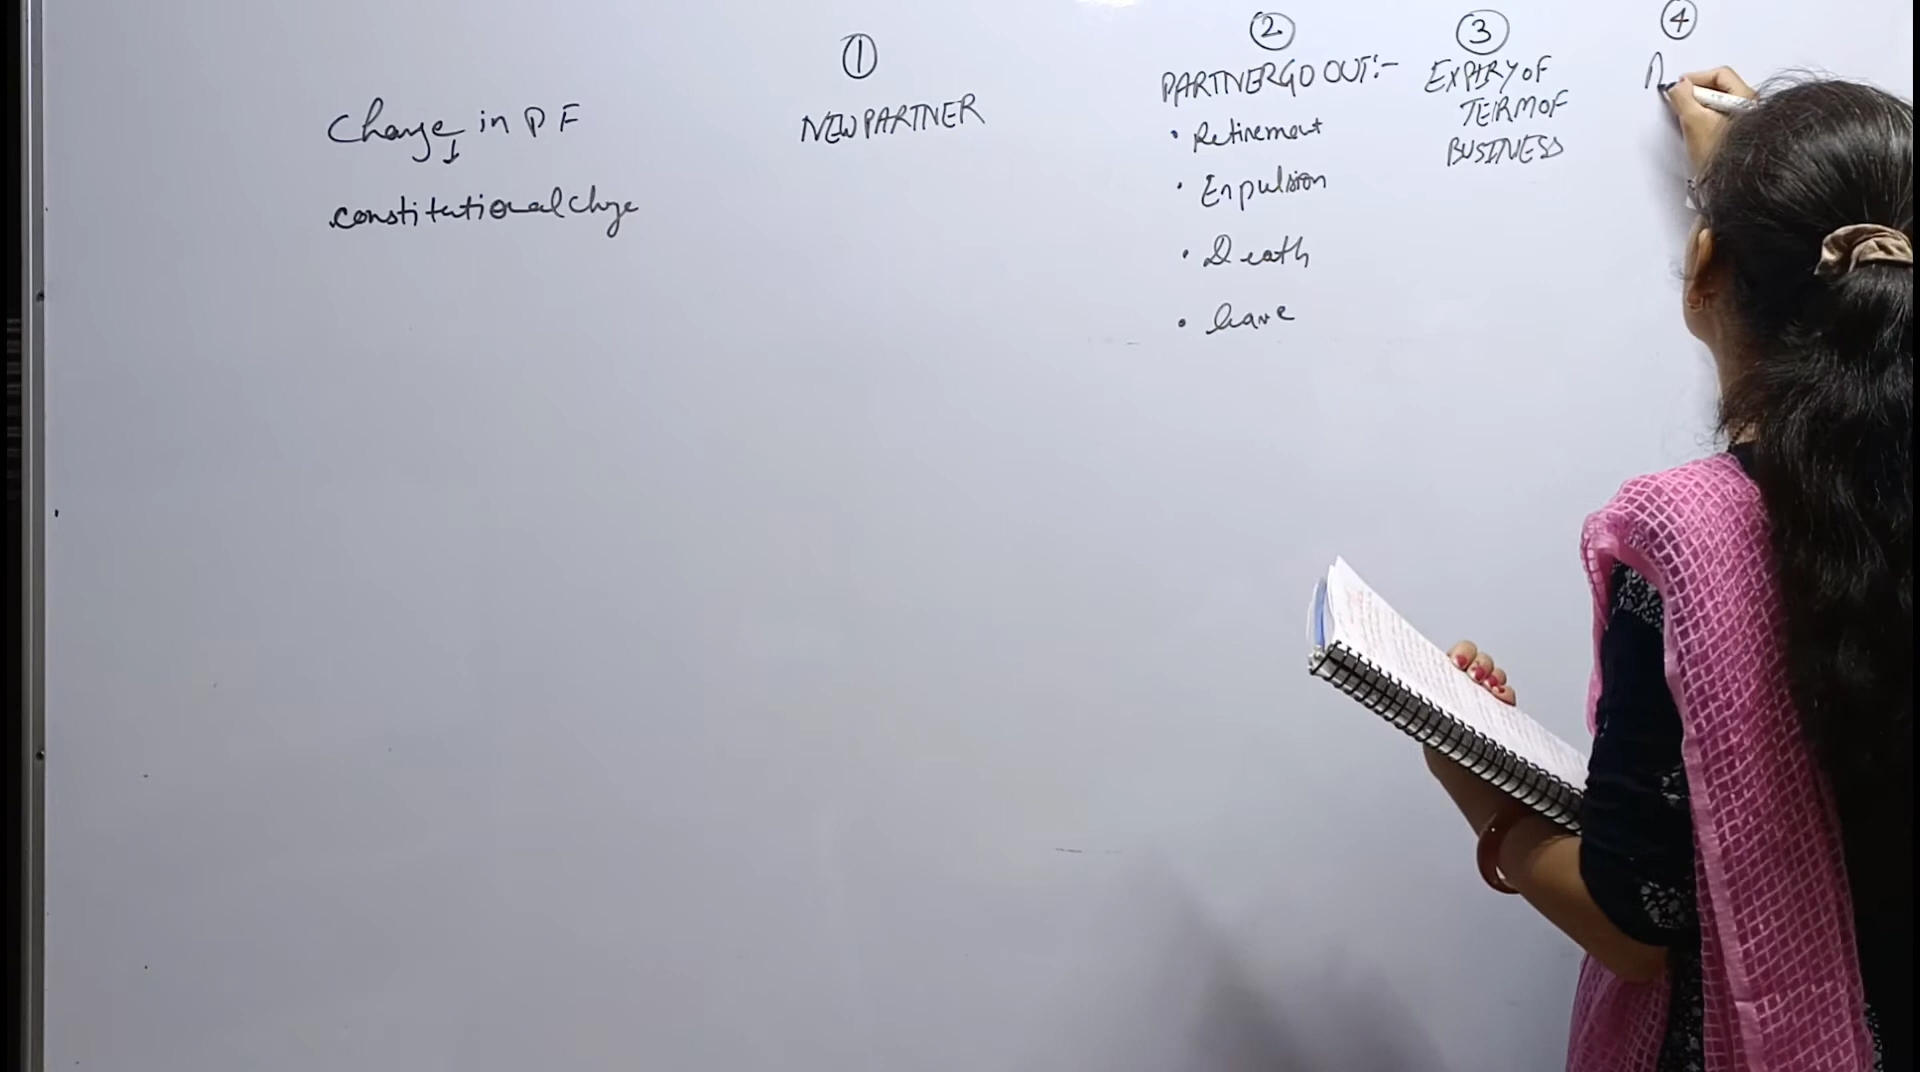 Change in P F
↓
constitutional Chnge
①
NEW PARTNER
②
PARTNER GO OUT:-
• Retirement
• Expulsion
• Death
• leave
③
EXPIRY OF
TERM OF
BUSINESS
④